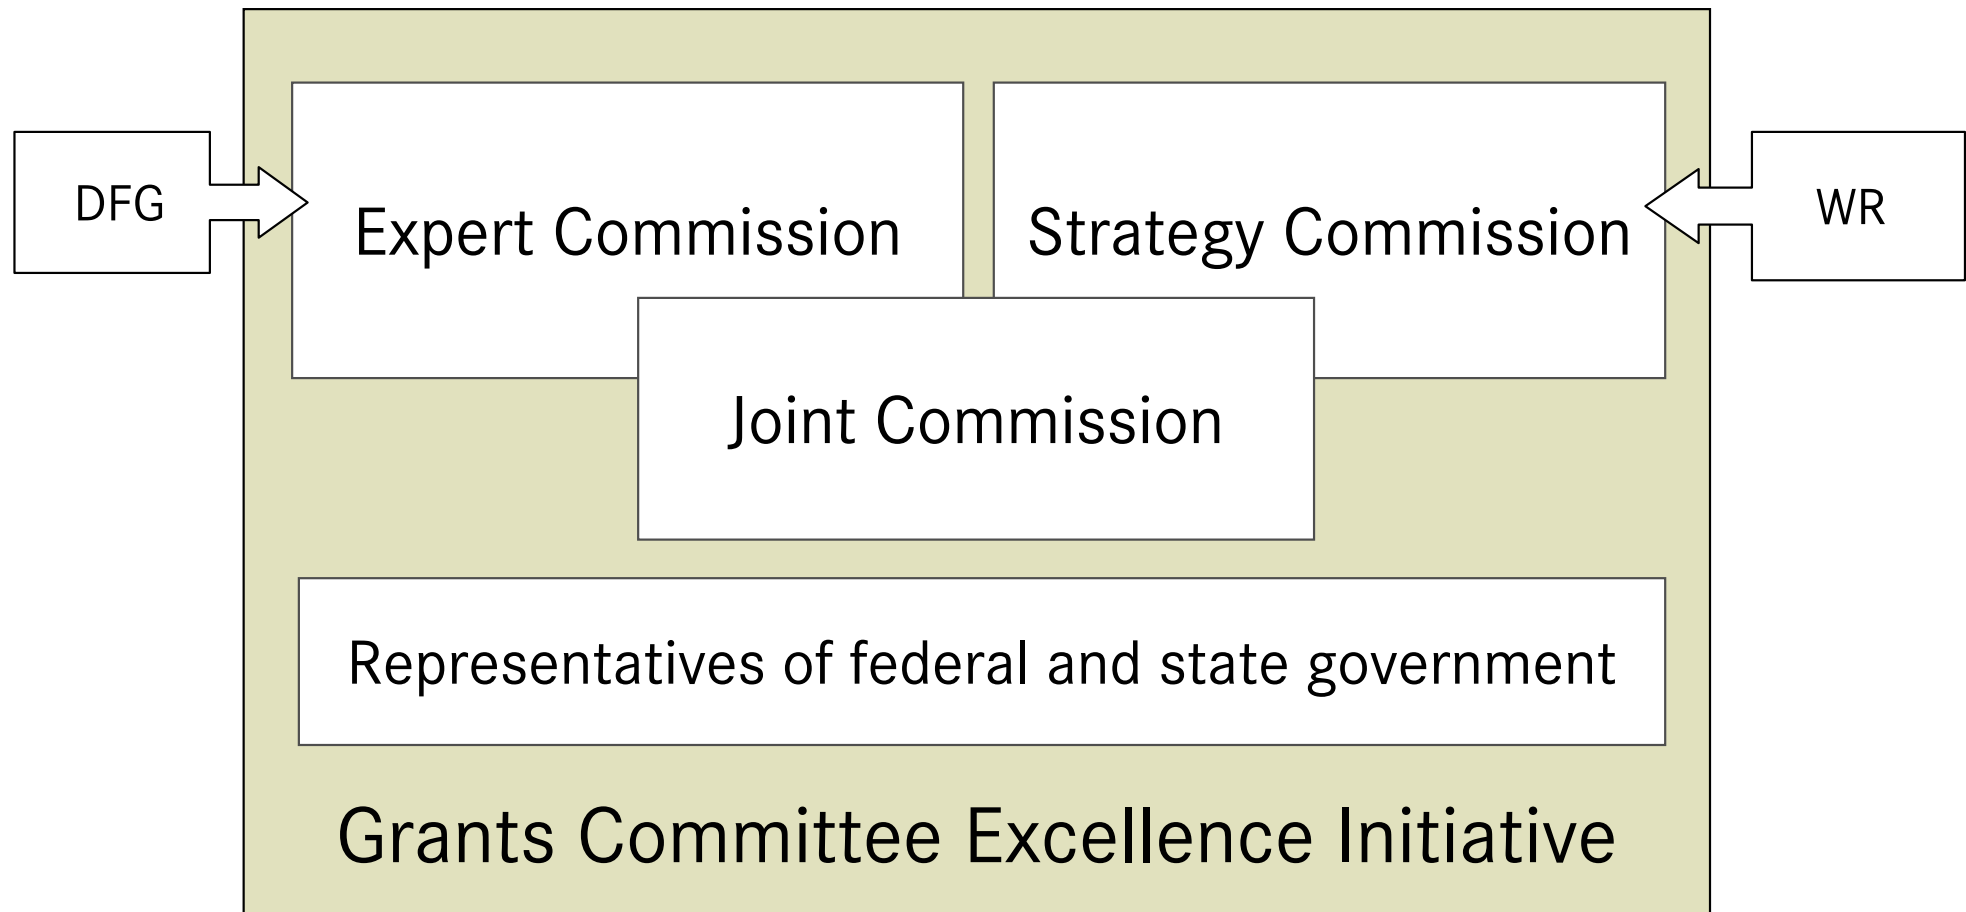 DFG
Expert Commission
Strategy Commission
WR
Joint Commission
Representatives of federal and state government
Grants Committee Excellence Initiative